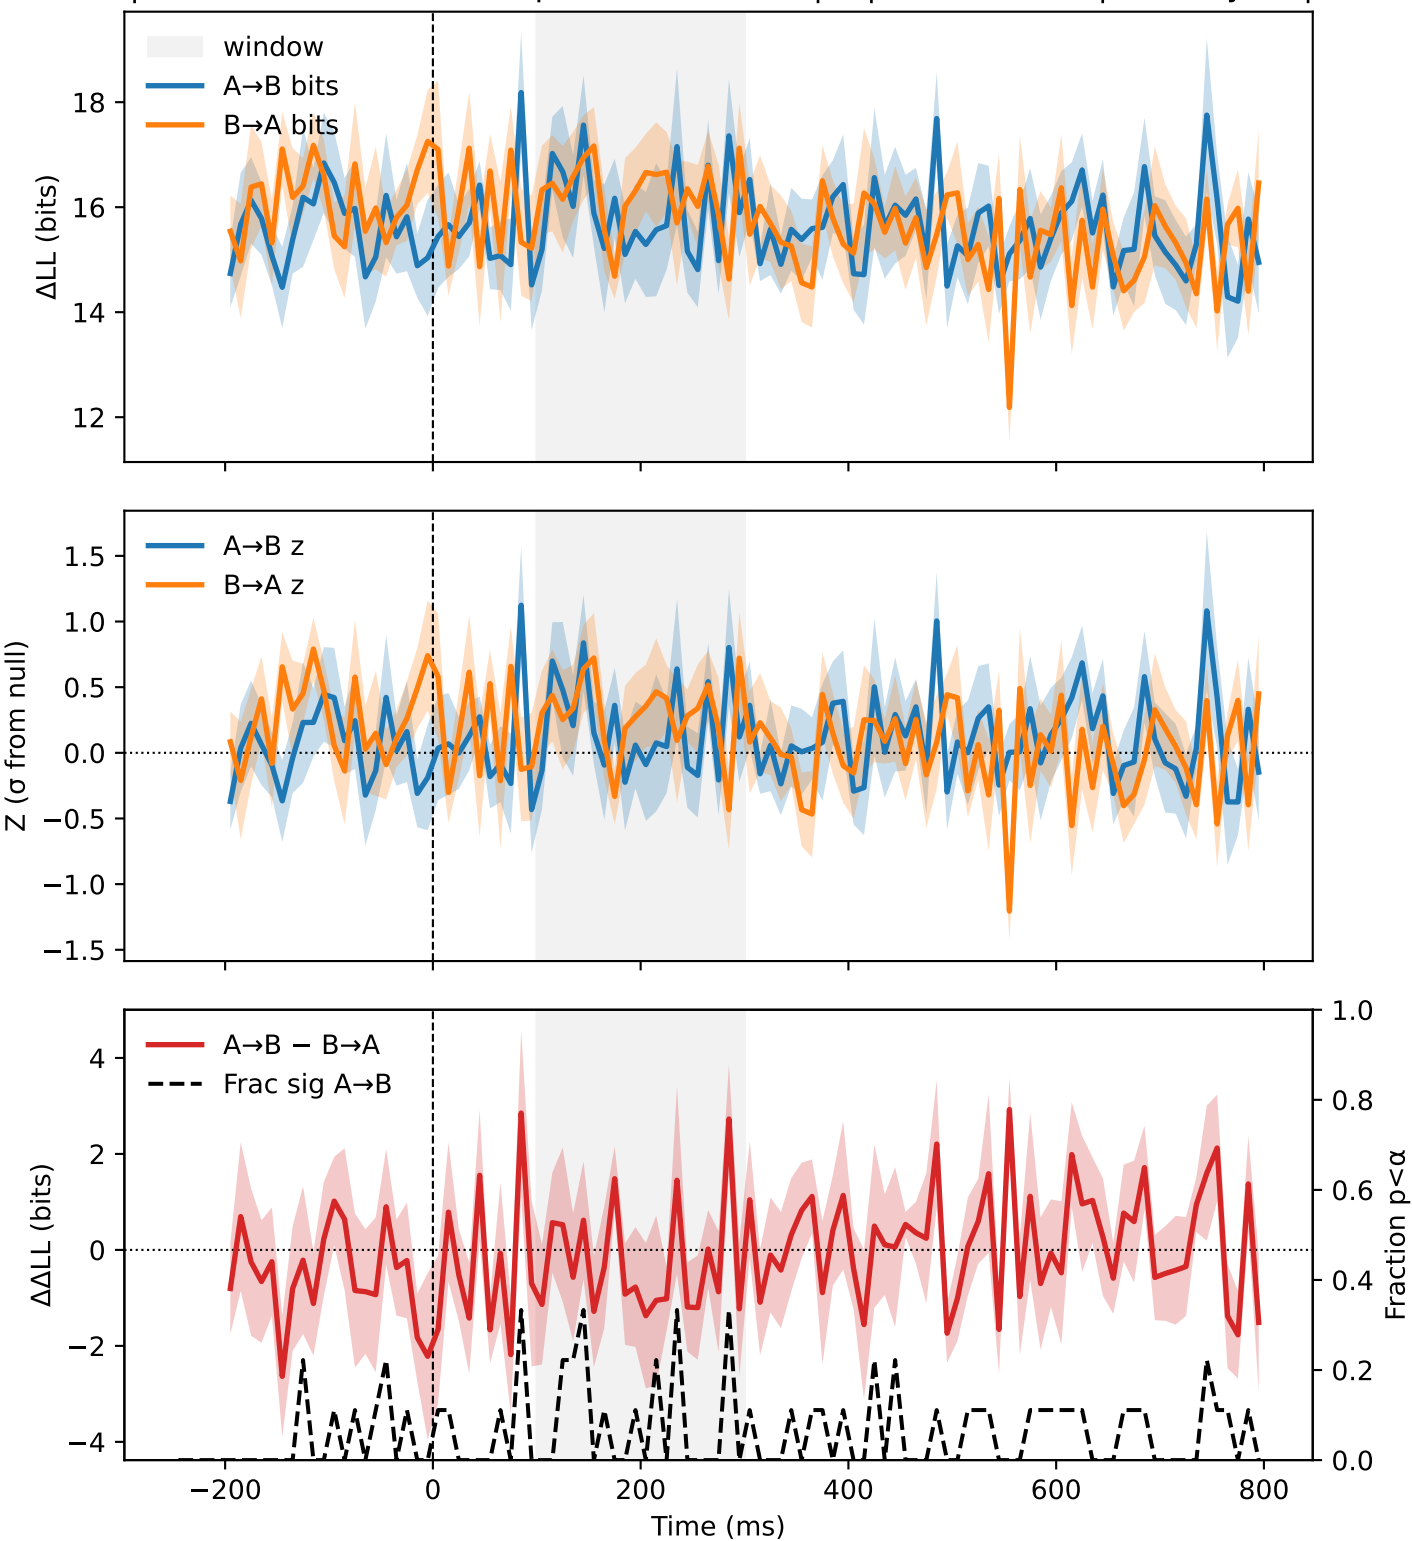 window
A→B bits
B→A bits
18
16
14
12
ΔLL (bits)
A→B z
B→A z
1.5
1.0
0.5
0.0
−0.5
−1.0
−1.5
Z (σ from null)
A→B − B→A
Frac sig A→B
4
2
0
−2
−4
ΔΔLL (bits)
1.0
0.8
0.6
0.4
0.2
0.0
Fraction p<α
−200
0
200
400
600
800
Time (ms)